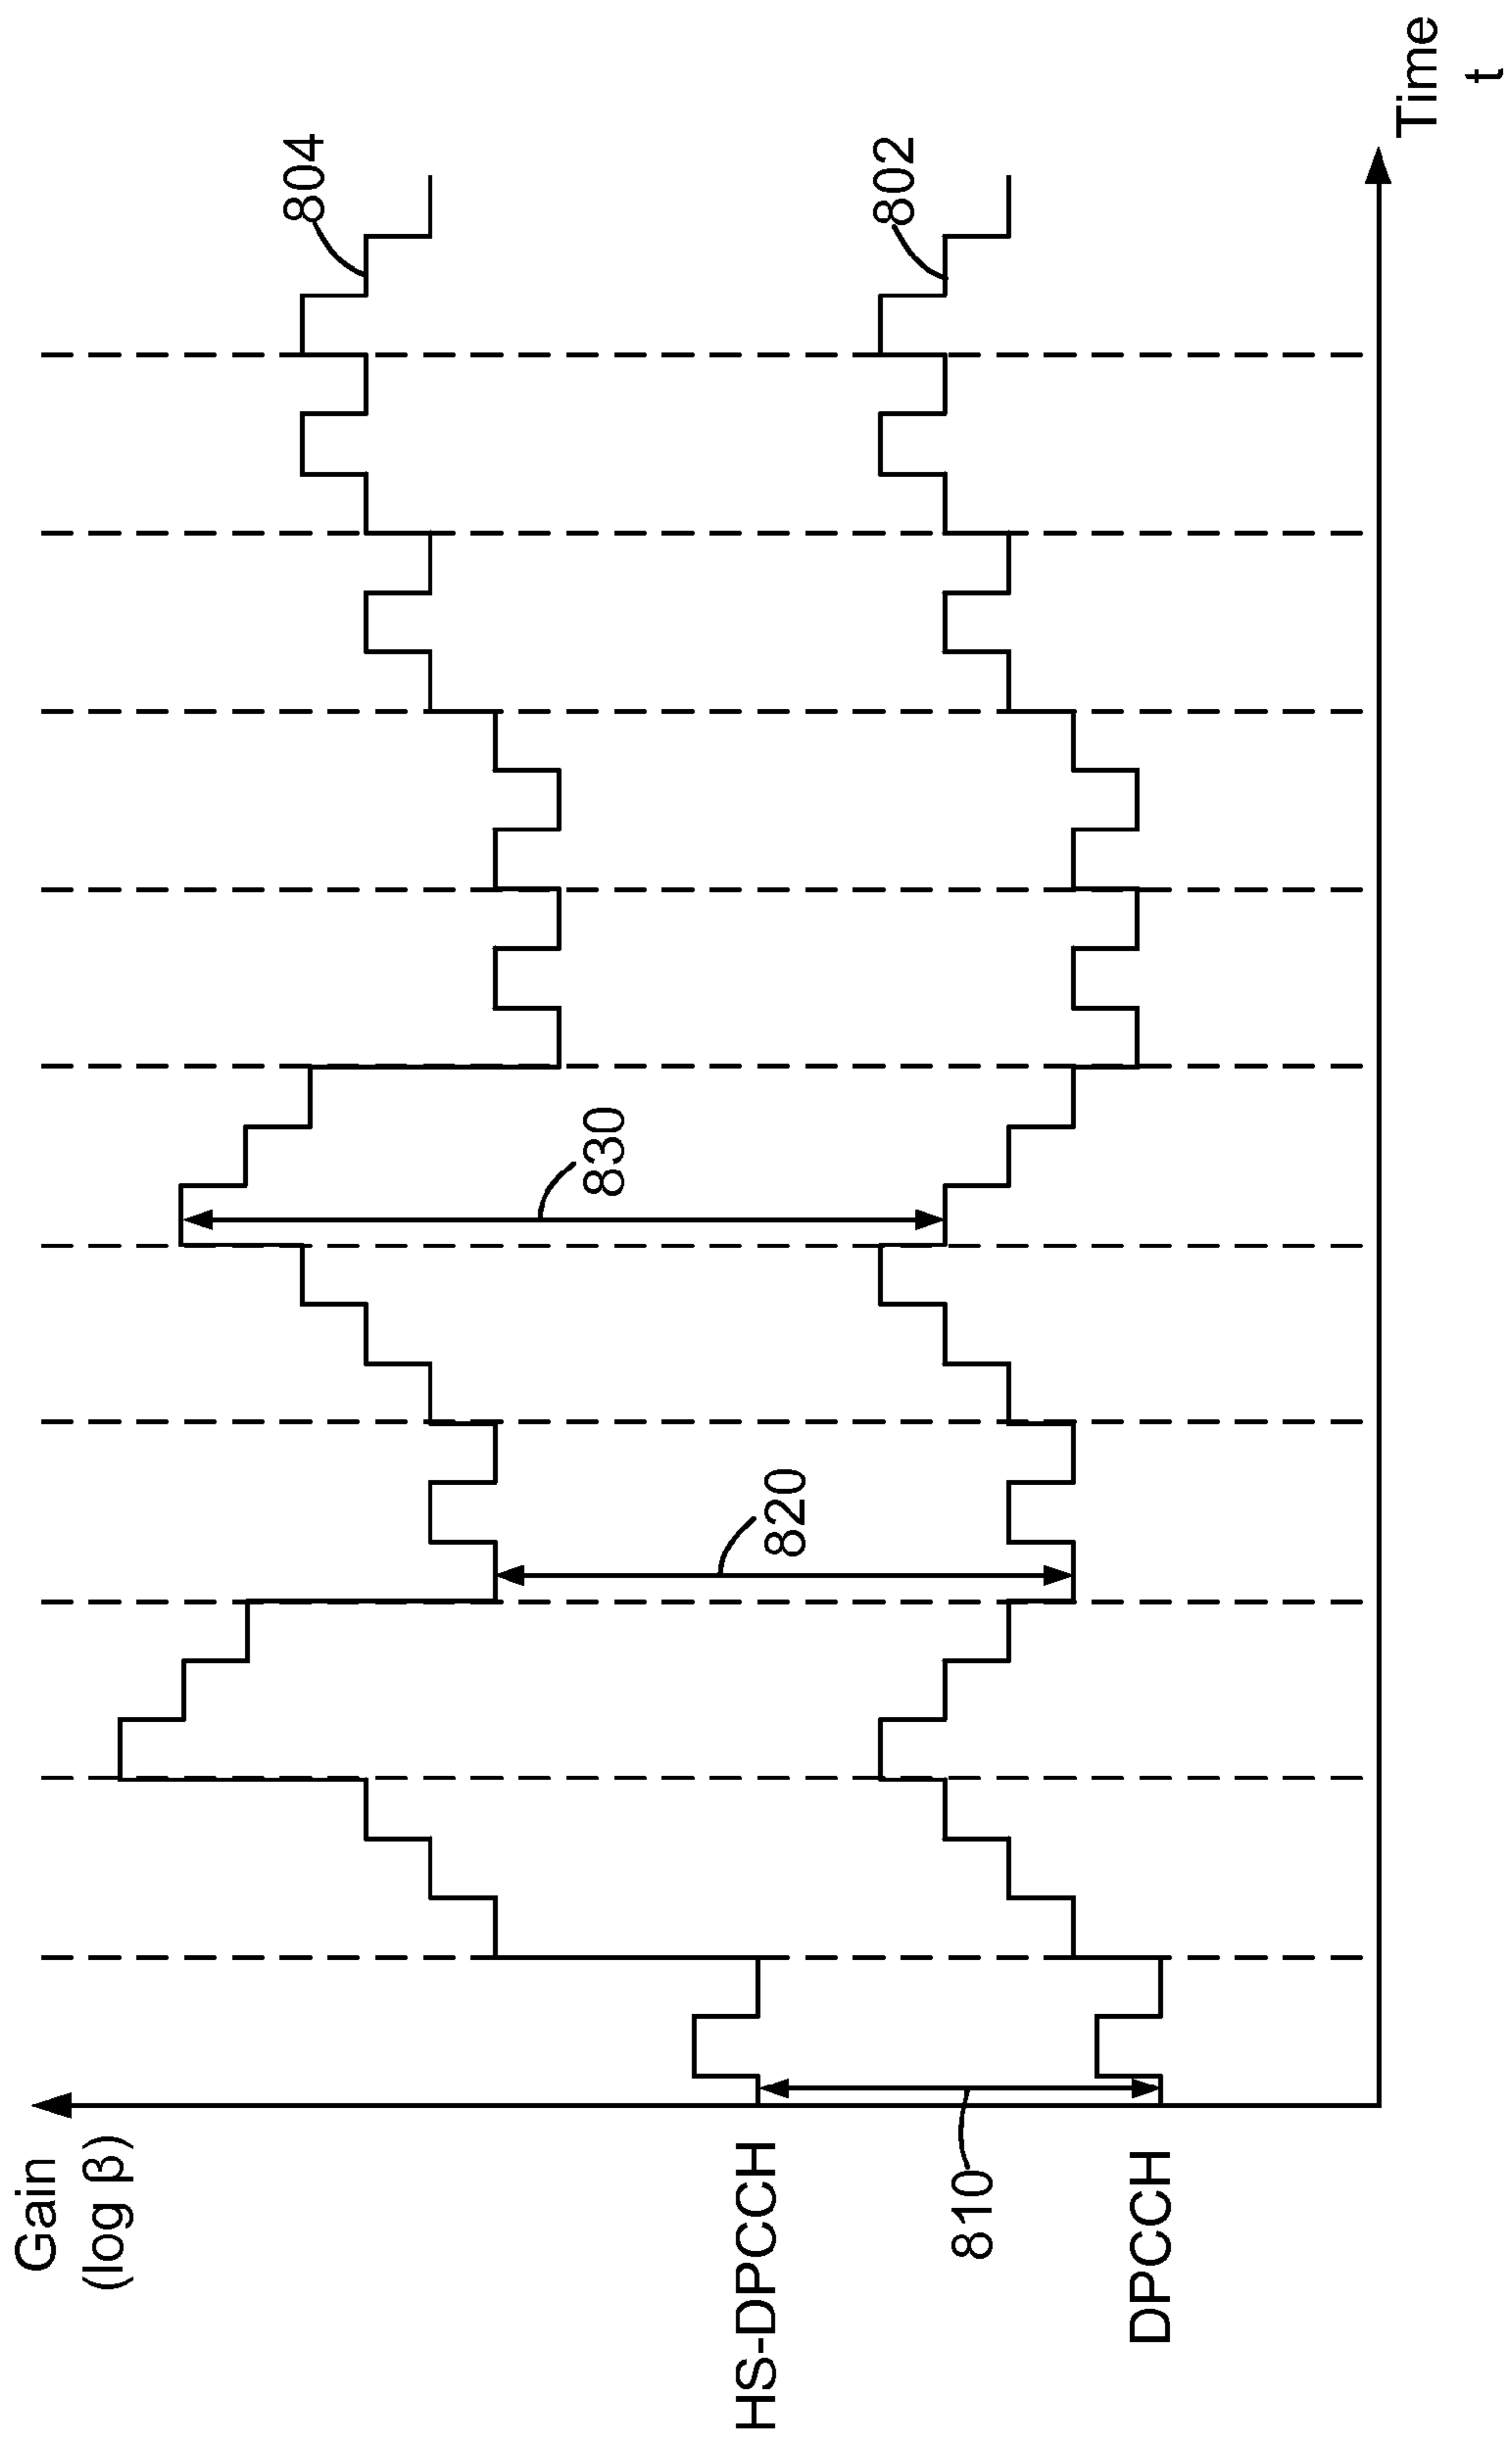 Gain
(log β)
804
830
820
HS-DPCCH
802
810
DPCCH
Time
t